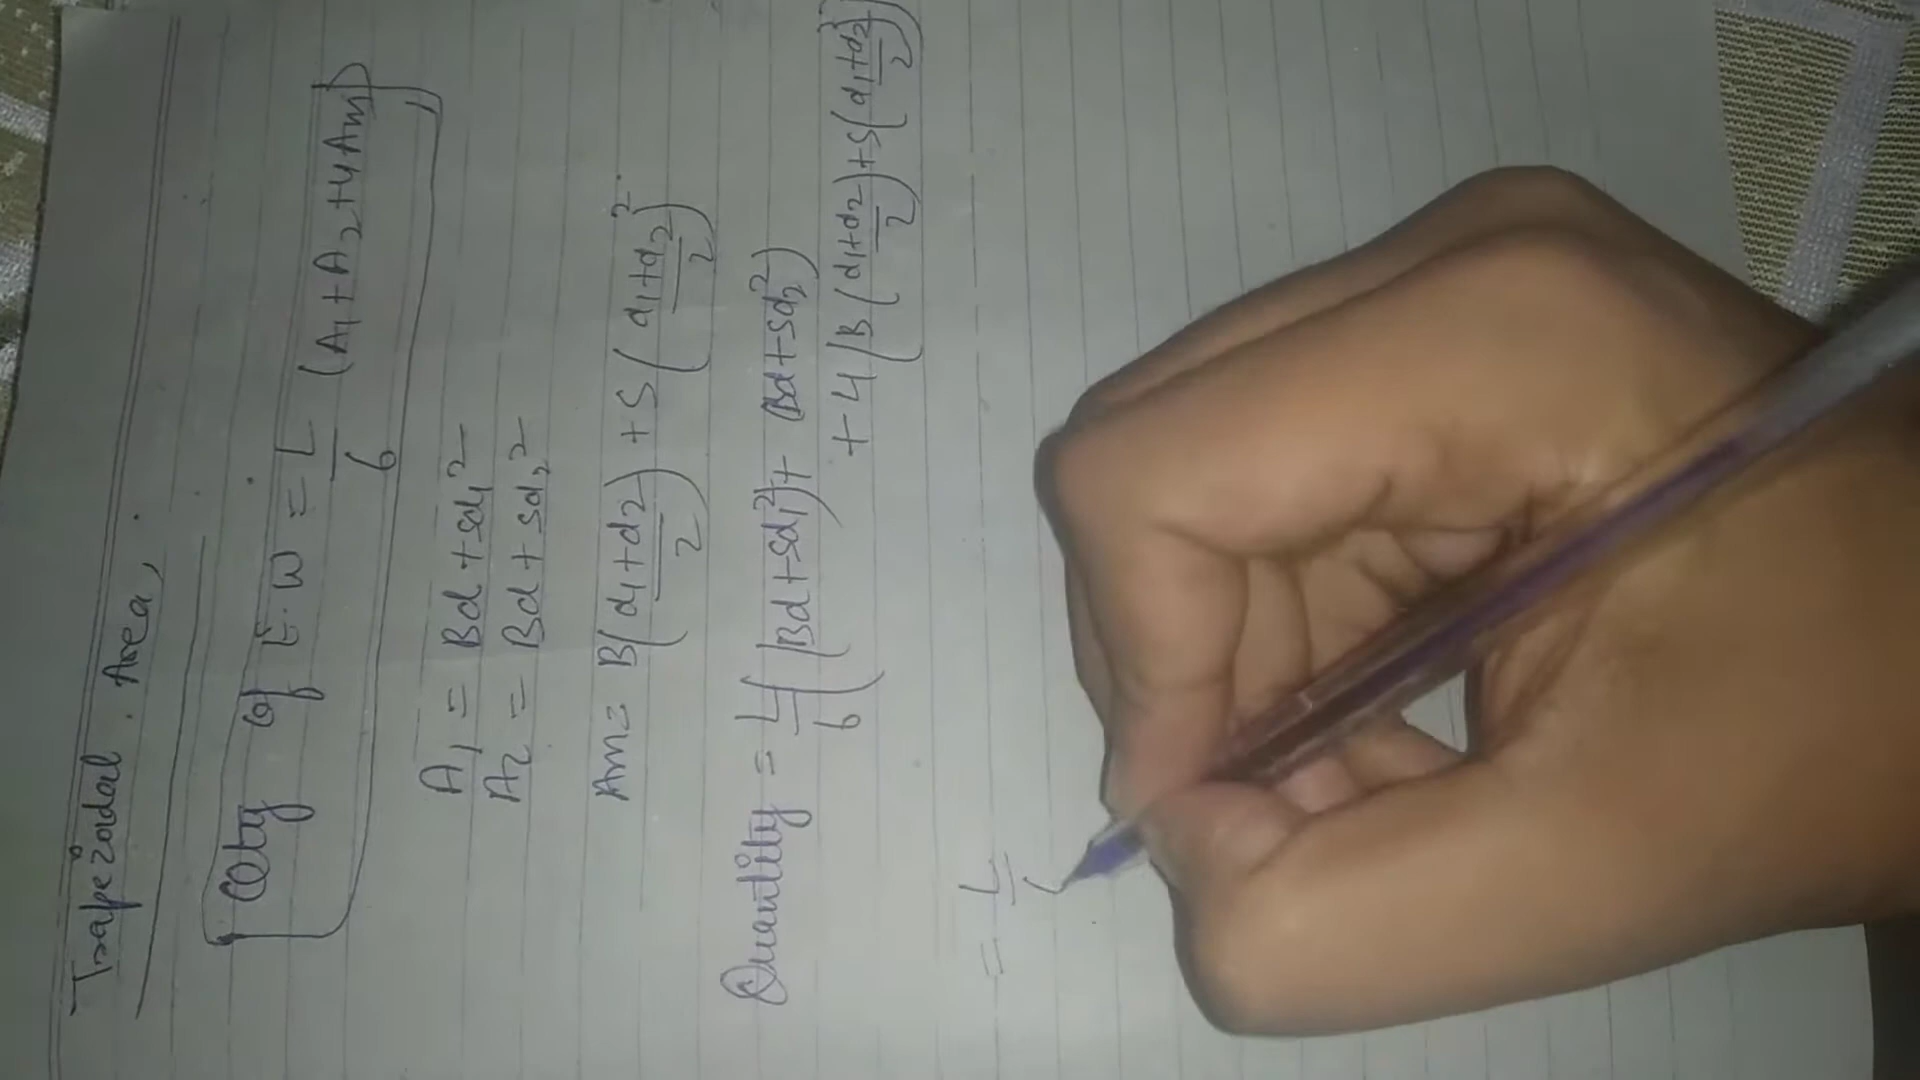 Trapezoidal. Area,
Qty of E.W = L/6 (A1+A2+4Am)
A1 = Bd+sd1²
A2 = Bd+sd2²
Am = B(d1+d2/2) + S(d1+d2/2)²
Quantity = L/6 (Bd+Sd1²)+ (Bd+Sd2²)
+ 4(B(d1+d2/2)+S(d1+d2/2)
= L/